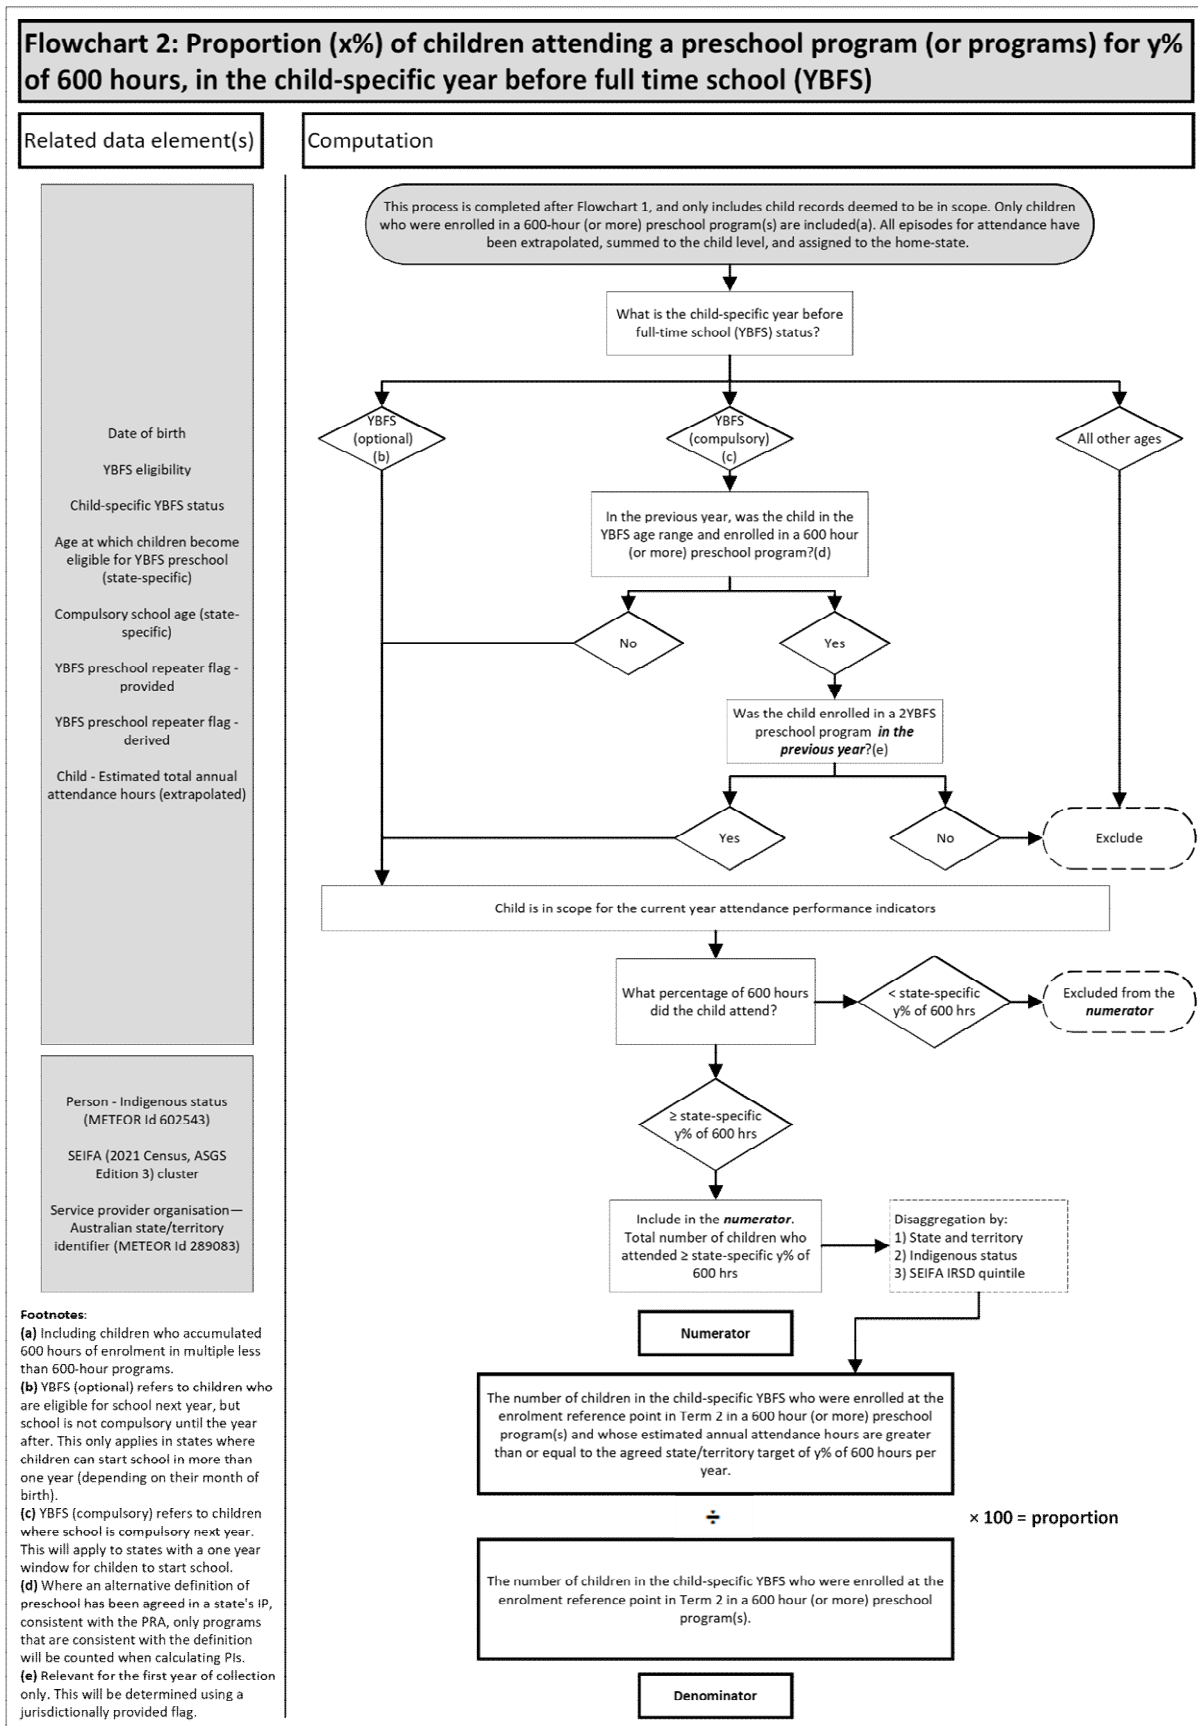 Flowchart 2: Proportion (x%) of children attending a preschool program (or programs) for y%
of 600 hours, in the child-specific year before full time school (YBFS)
Related data element(s)
Computation
Date of birth
YBFS eligibility
Child-specific YBFS status
Age at which children become
eligible for YBFS preschool
(state-specific)
Compulsory school age (state-
specific)
YBFS preschool repeater flag -
provided
YBFS preschool repeater flag -
derived
Child - Estimated total annual
attendance hours (extrapolated)
This process is completed after Flowchart 1, and only includes child records deemed to be in scope. Only children
who were enrolled in a 600-hour (or more) preschool program(s) are included(a). All episodes for attendance have
been extrapolated, summed to the child level, and assigned to the home-state.
What is the child-specific year before
full-time school (YBFS) status?
YBFS
(optional)
(b)
YBFS
(compulsory)
(c)
All other ages
In the previous year, was the child in the
YBFS age range and enrolled in a 600 hour
(or more) preschool program?(d)
No
Yes
Was the child enrolled in a 2YBFS
preschool program in the
previous year?(e)
Yes
No
Exclude
Child is in scope for the current year attendance performance indicators
What percentage of 600 hours
did the child attend?
< state-specific
y% of 600 hrs
Excluded from the
numerator
≥ state-specific
y% of 600 hrs
Person - Indigenous status
(METEOR Id 602543)
SEIFA (2021 Census, ASGS
Edition 3) cluster
Service provider organisation—
Australian state/territory
identifier (METEOR Id 289083)
Include in the numerator.
Total number of children who
attended ≥ state-specific y% of
600 hrs
Disaggregation by:
1) State and territory
2) Indigenous status
3) SEIFA IRSD quintile
Numerator
The number of children in the child-specific YBFS who were enrolled at the
enrolment reference point in Term 2 in a 600 hour (or more) preschool
program(s) and whose estimated annual attendance hours are greater
than or equal to the agreed state/territory target of y% of 600 hours per
year.
÷
× 100 = proportion
The number of children in the child-specific YBFS who were enrolled at the
enrolment reference point in Term 2 in a 600 hour (or more) preschool
program(s).
Denominator
Footnotes:
(a) Including children who accumulated
600 hours of enrolment in multiple less
than 600-hour programs.
(b) YBFS (optional) refers to children who
are eligible for school next year, but
school is not compulsory until the year
after. This only applies in states where
children can start school in more than
one year (depending on their month of
birth).
(c) YBFS (compulsory) refers to children
where school is compulsory next year.
This will apply to states with a one year
window for childen to start school.
(d) Where an alternative definition of
preschool has been agreed in a state's IP,
consistent with the PRA, only programs
that are consistent with the definition
will be counted when calculating PIs.
(e) Relevant for the first year of collection
only. This will be determined using a
jurisdictionally provided flag.